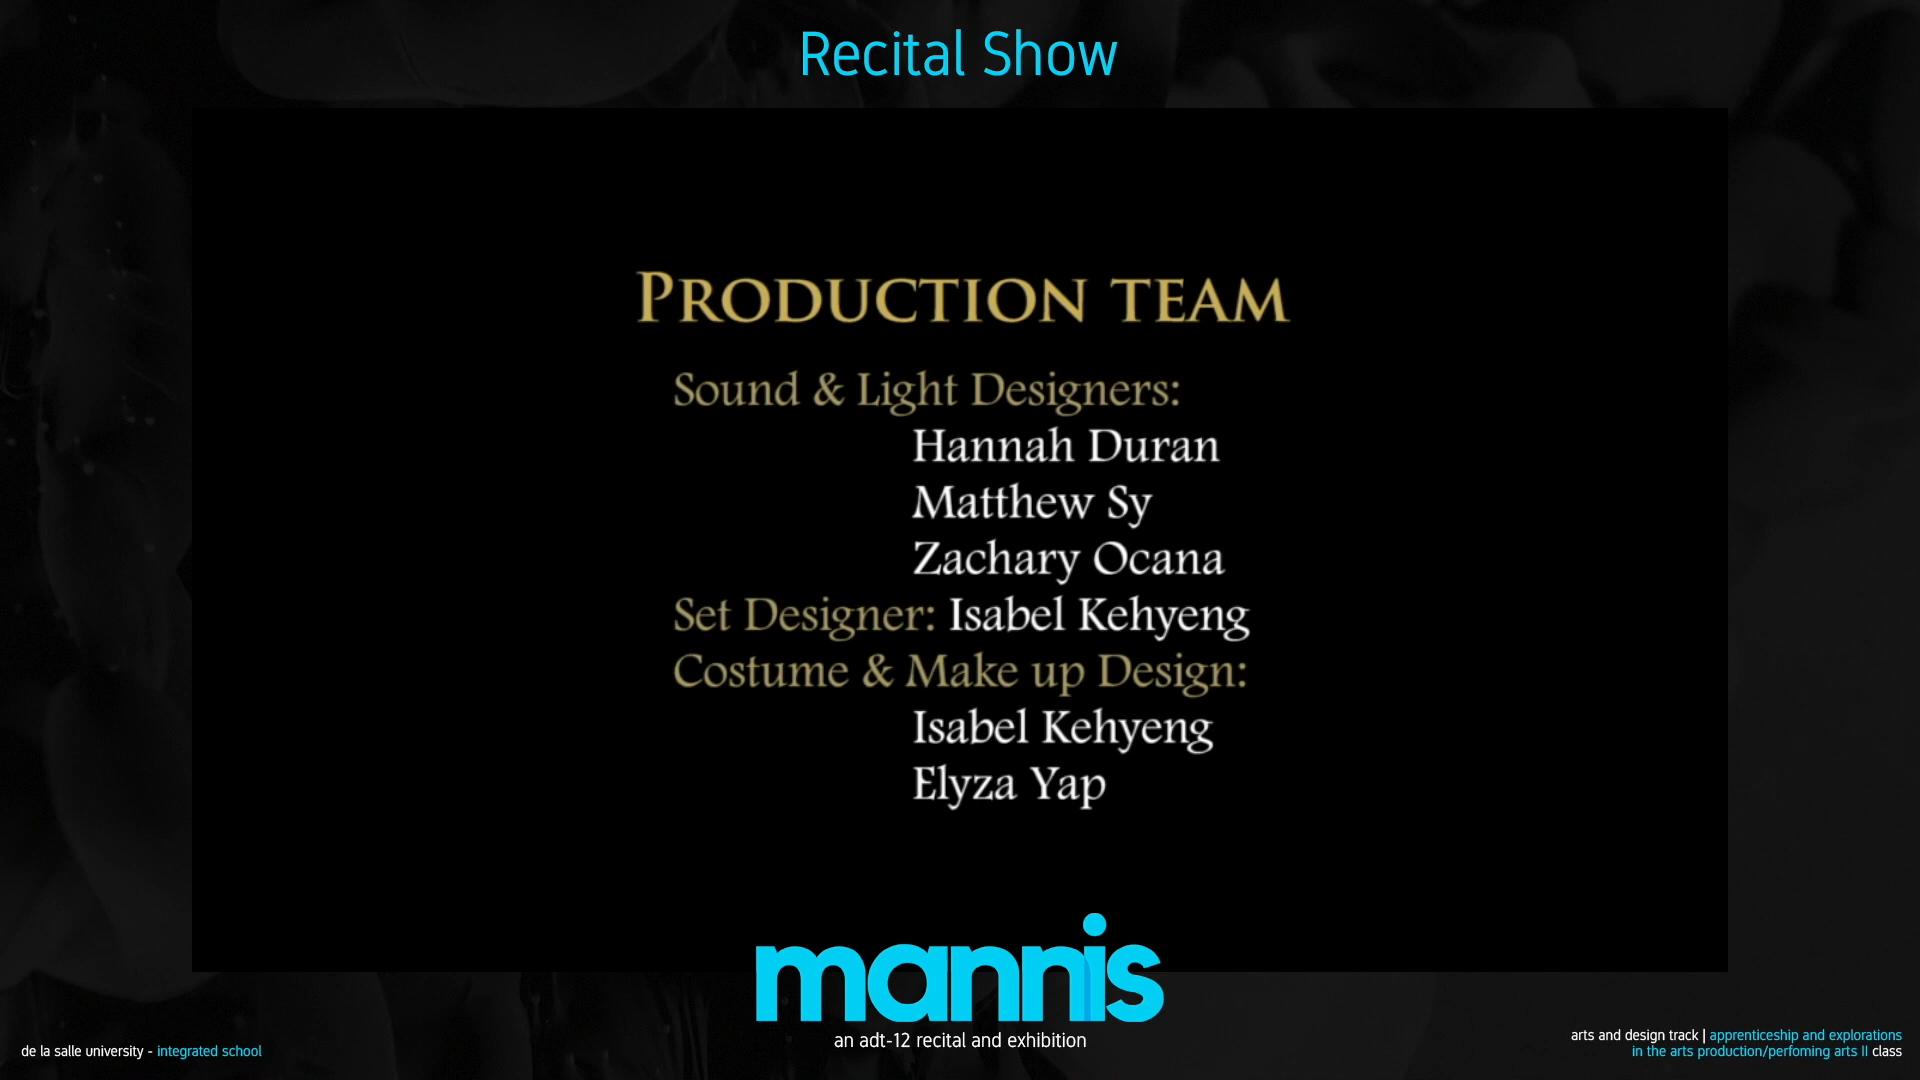 Recital Show
PRODUCTION TEAM
Sound & Light Designers:
Hannah Duran
Matthew Sy
Zachary Ocana
Set Designer: Isabel Kehyeng
Costume & Make up Design:
Isabel Kehyeng
Elyza Yap
mannis
an adt-12 recital and exhibition
de la salle university - integrated school
arts and design track | apprenticeship and explorations
in the arts production/perfoming arts II class